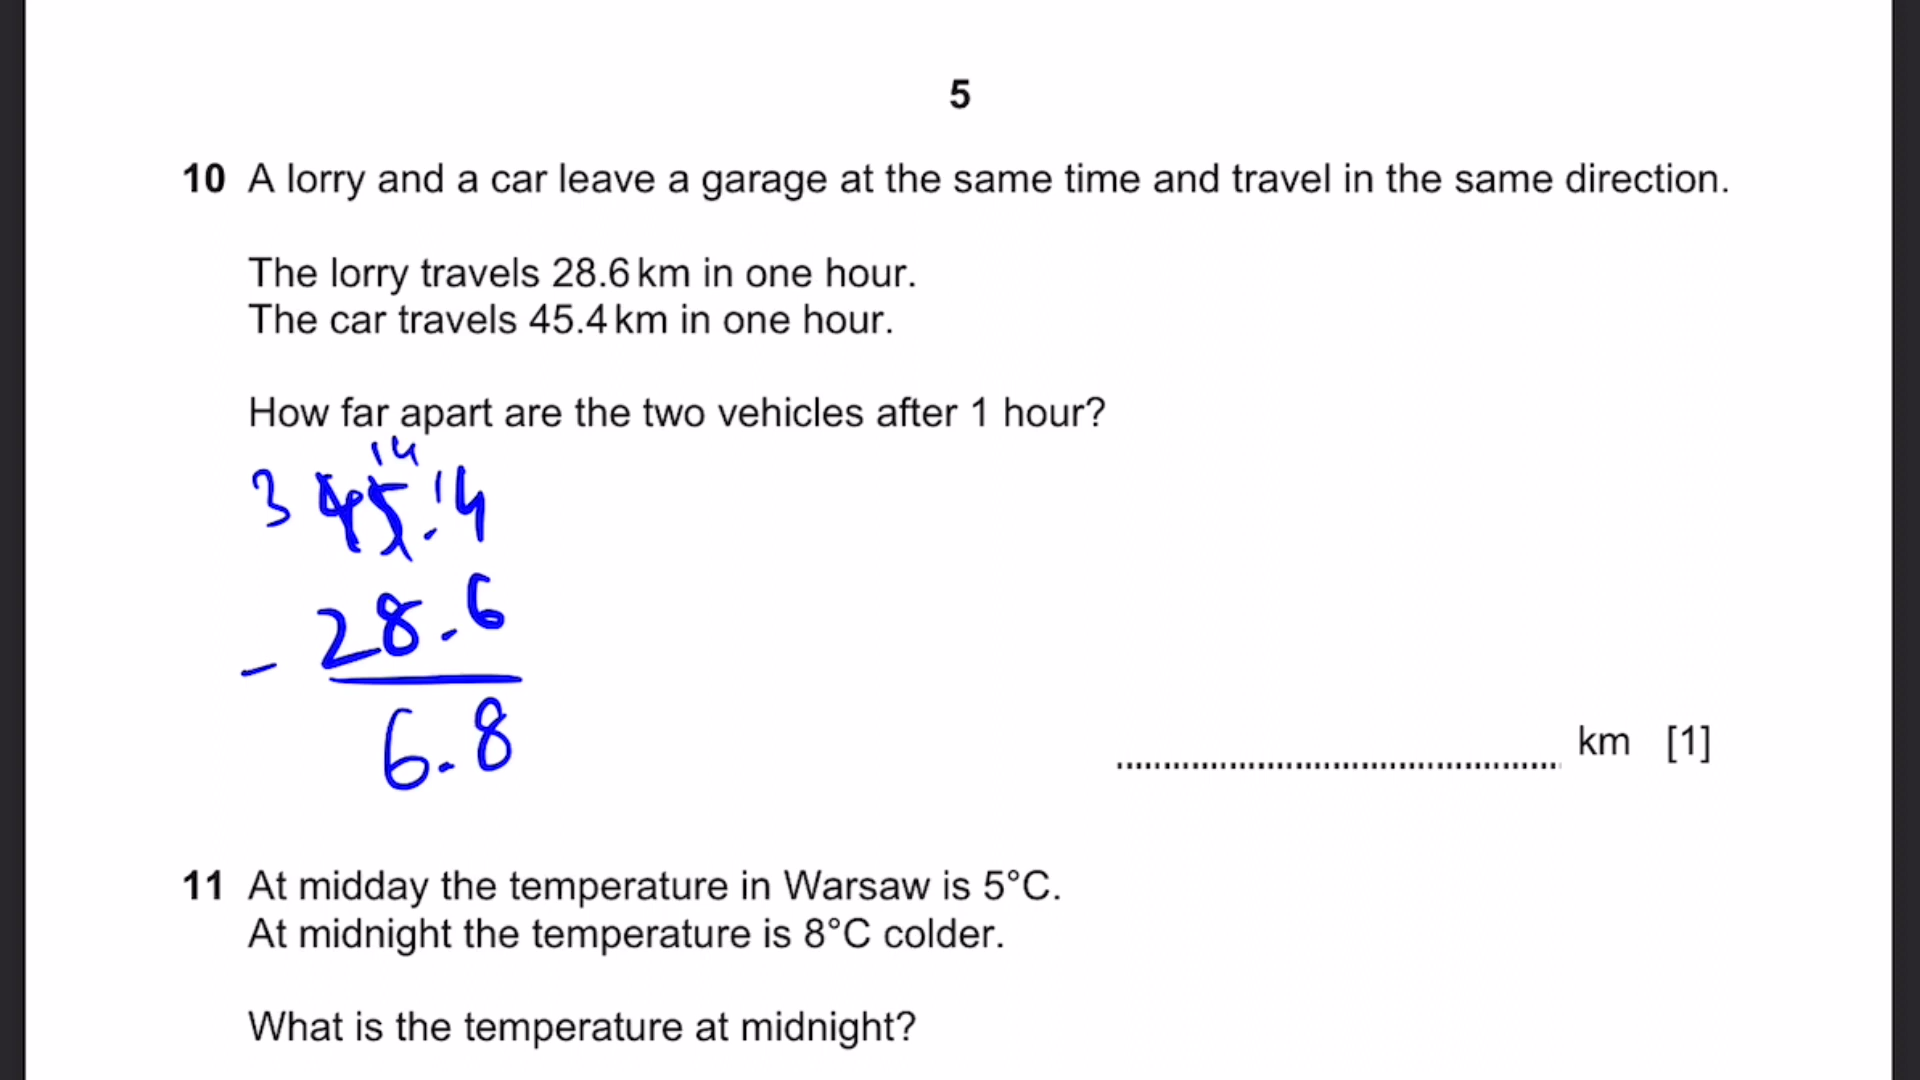 5
10 A lorry and a car leave a garage at the same time and travel in the same direction.
The lorry travels 28.6 km in one hour.
The car travels 45.4 km in one hour.
How far apart are the two vehicles after 1 hour?
14
3 45.14
- 28.6
6.8
km [1]
11 At midday the temperature in Warsaw is 5°C.
At midnight the temperature is 8°C colder.
What is the temperature at midnight?